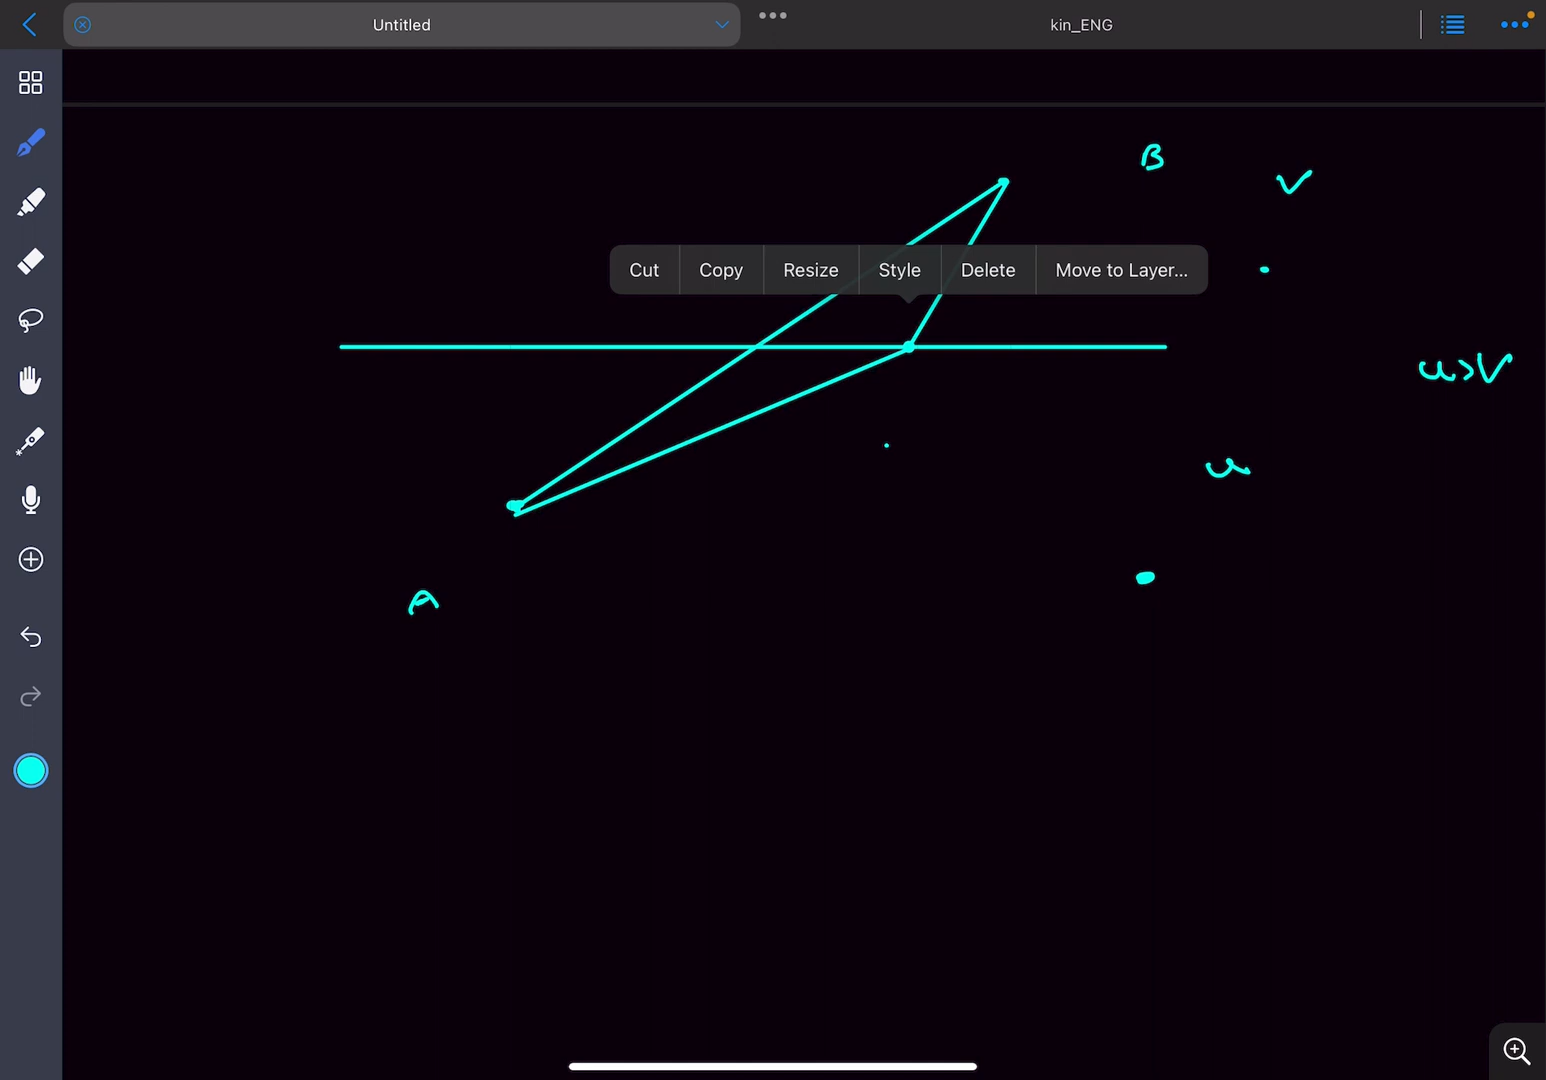 Untitled
kin_ENG
B
V
Cut Copy Resize Style Delete Move to Layer...
u>V
u
A